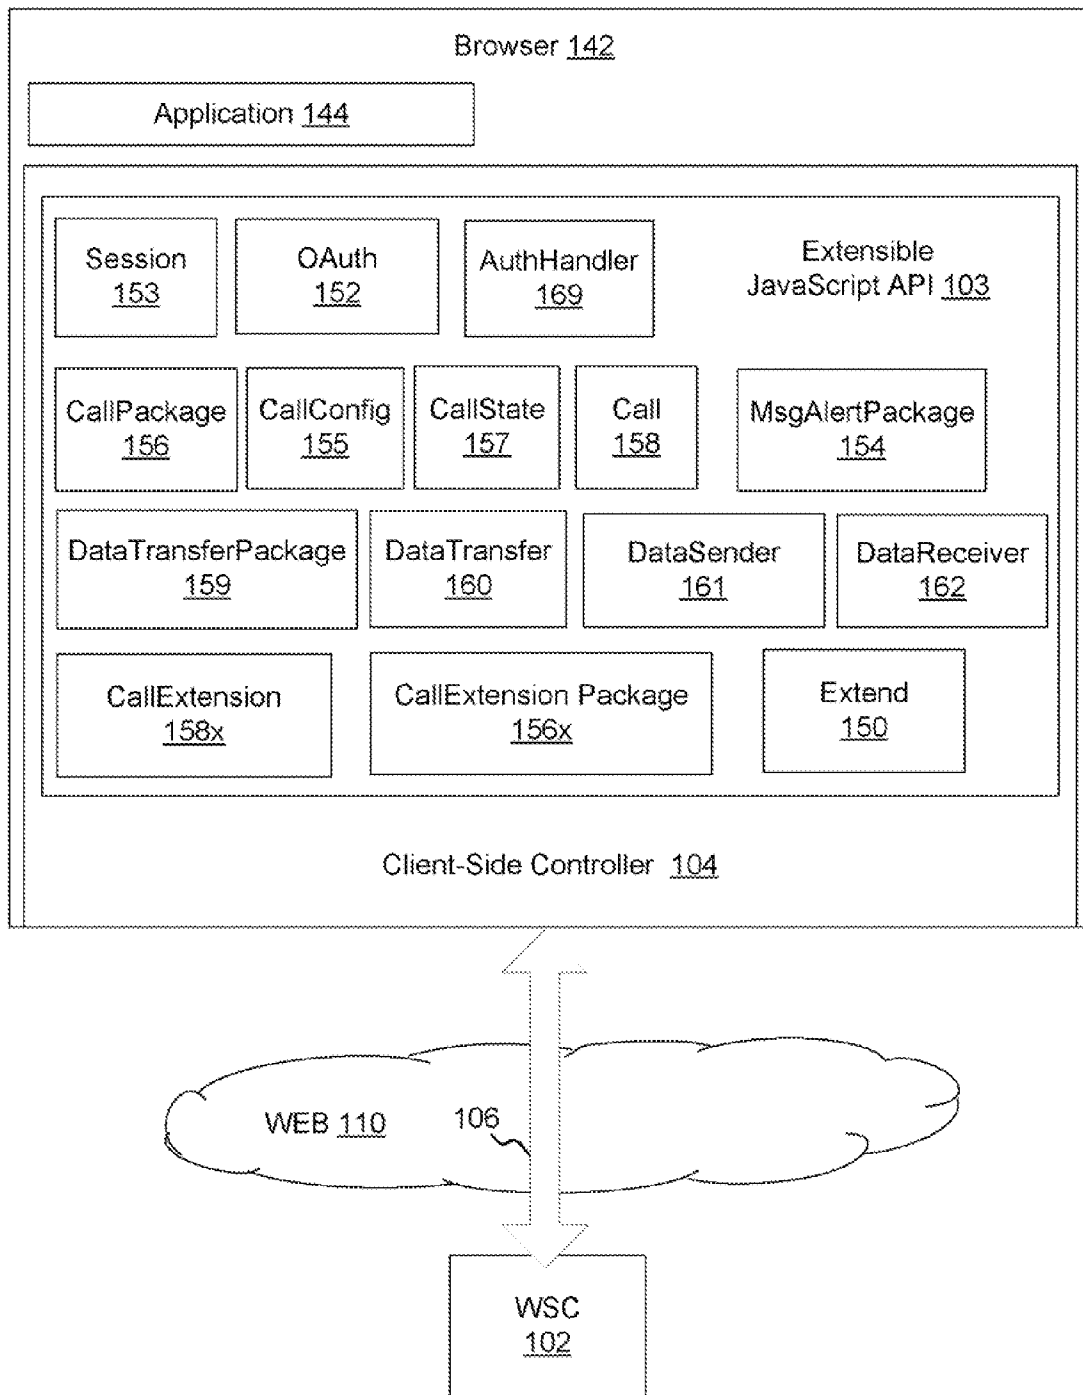 Browser 142
Application 144
Session
153
OAuth
152
AuthHandler
169
Extensible
JavaScript API 103
CallPackage
156
CallConfig
155
CallState
157
Call
158
MsgAlertPackage
154
DataTransferPackage
159
DataTransfer
160
DataSender
161
DataReceiver
162
CallExtension
158x
CallExtension Package
156x
Extend
150
Client-Side Controller 104
WEB 110
106
WSC
102